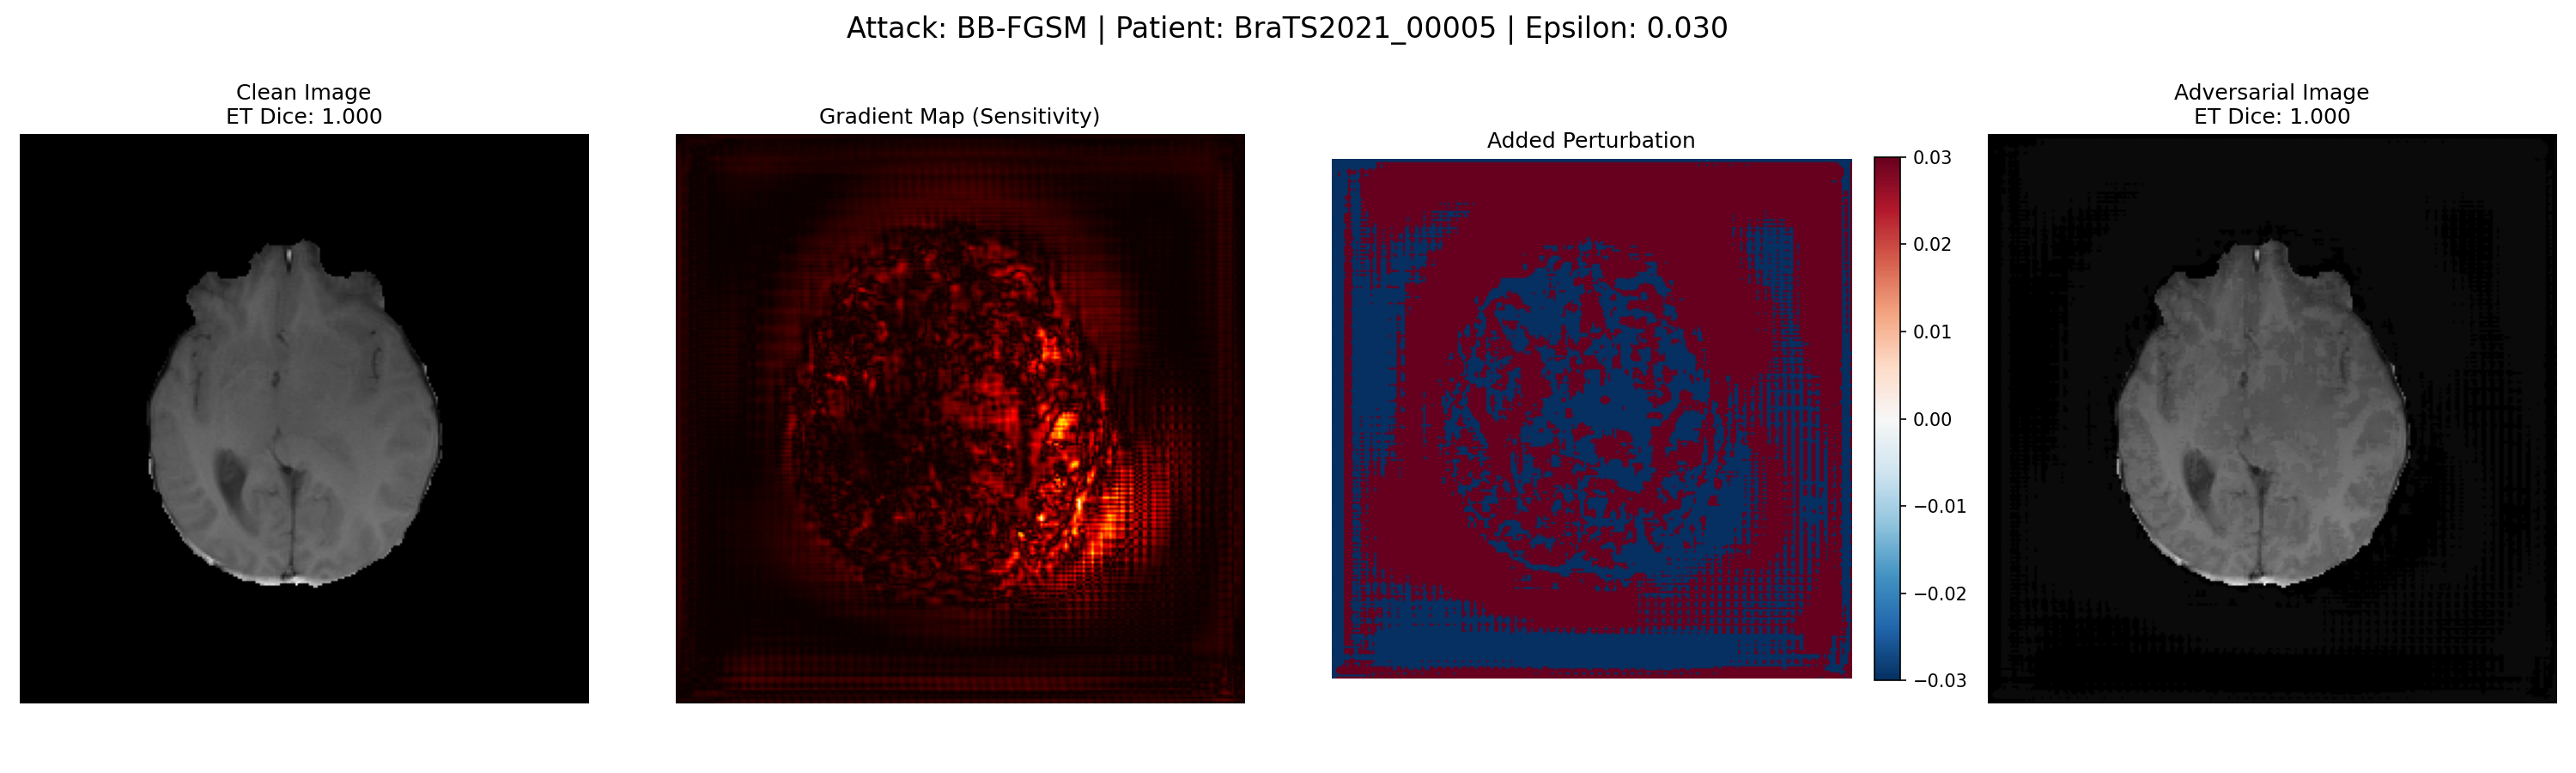 Attack: BB-FGSM | Patient: BraTS2021_00005 | Epsilon: 0.030
Clean Image
ET Dice: 1.000
Gradient Map (Sensitivity)
Added Perturbation
0.03
0.02
0.01
0.00
−0.01
−0.02
−0.03
Adversarial Image
ET Dice: 1.000